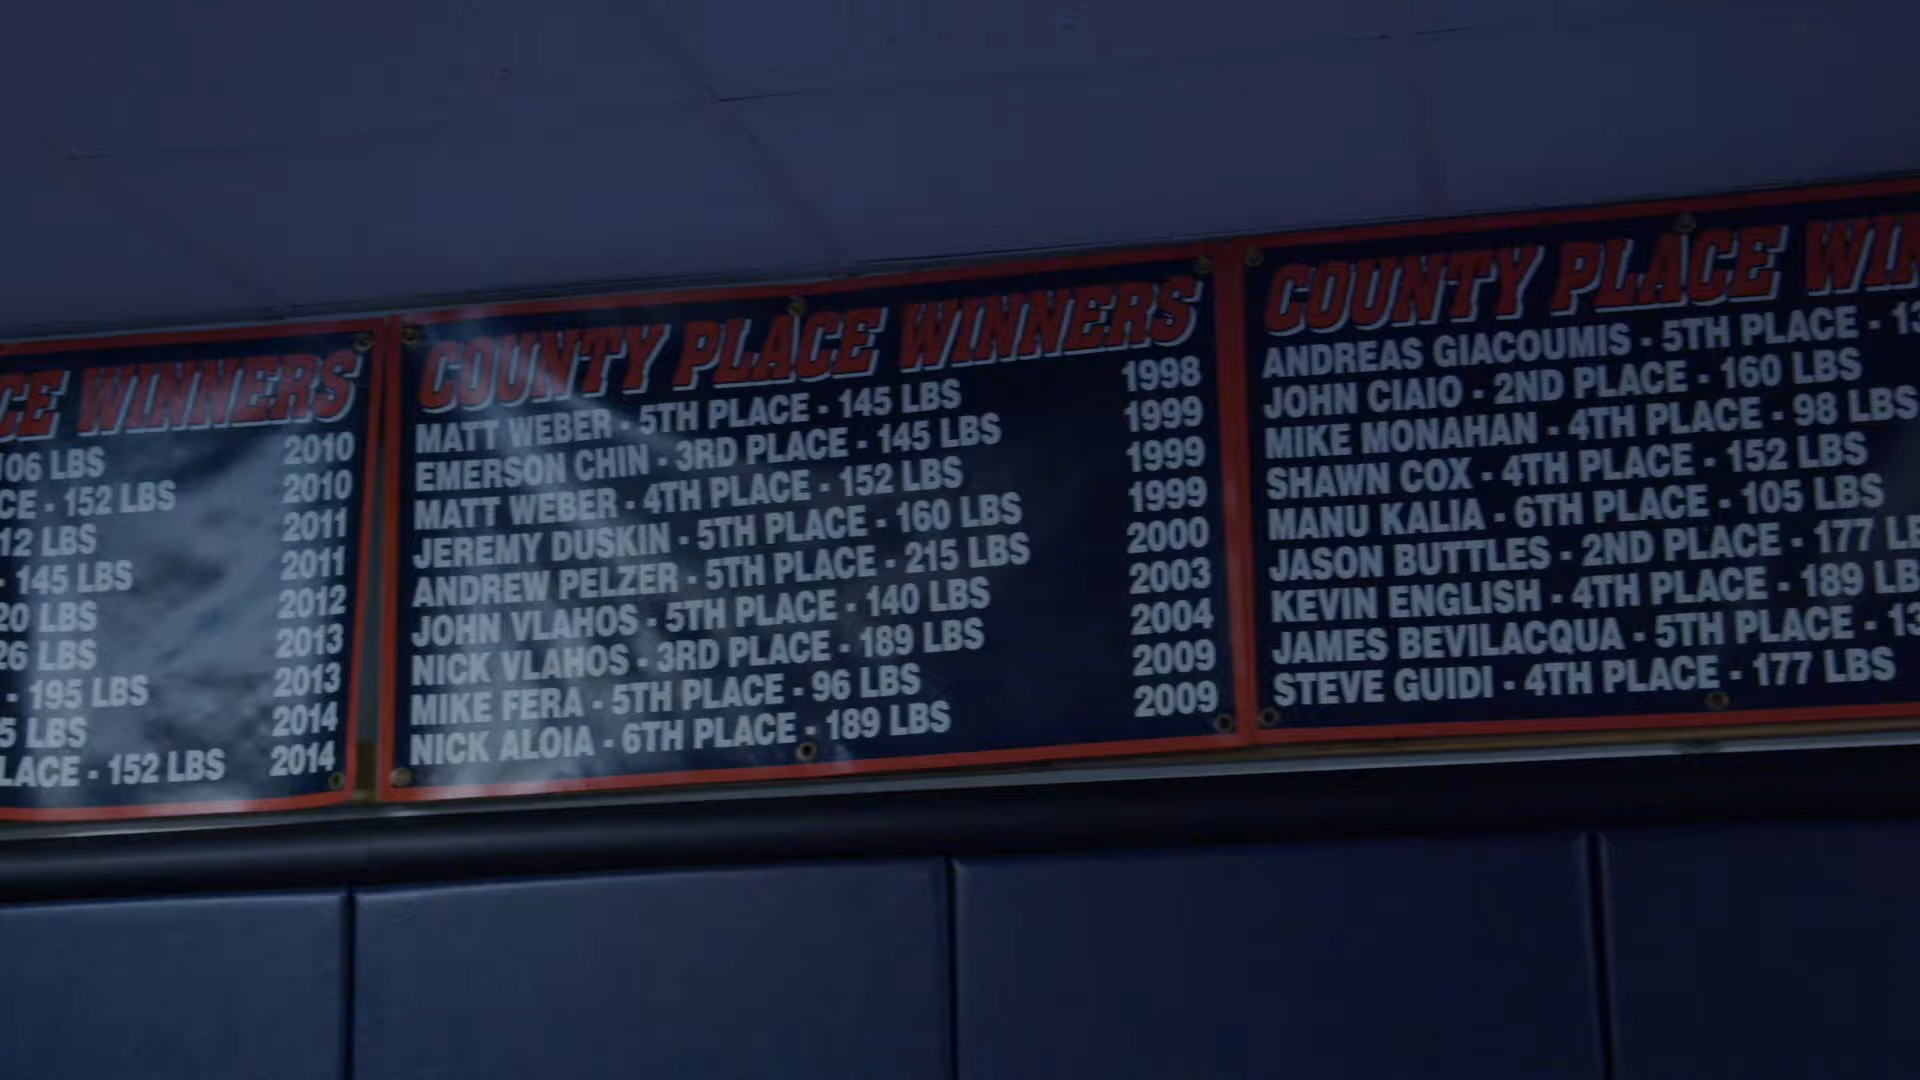 CE WINNERS
106 LBS 2010
CE - 152 LBS 2010
12 LBS 2011
- 145 LBS 2011
20 LBS 2012
26 LBS 2013
- 195 LBS 2013
5 LBS 2014
LACE - 152 LBS 2014
COUNTY PLACE WINNERS
MATT WEBER - 5TH PLACE - 145 LBS 1998
EMERSON CHIN - 3RD PLACE - 145 LBS 1999
MATT WEBER - 4TH PLACE - 152 LBS 1999
JEREMY DUSKIN - 5TH PLACE - 160 LBS 1999
ANDREW PELZER - 5TH PLACE - 215 LBS 2000
JOHN VLAHOS - 5TH PLACE - 140 LBS 2003
NICK VLAHOS - 3RD PLACE - 189 LBS 2004
MIKE FERA - 5TH PLACE - 96 LBS 2009
NICK ALOIA - 6TH PLACE - 189 LBS 2009
COUNTY PLACE WIN
ANDREAS GIACOUMIS - 5TH PLACE - 13
JOHN CIAIO - 2ND PLACE - 160 LBS
MIKE MONAHAN - 4TH PLACE - 98 LBS
SHAWN COX - 4TH PLACE - 152 LBS
MANU KALIA - 6TH PLACE - 105 LBS
JASON BUTTLES - 2ND PLACE - 177 LB
KEVIN ENGLISH - 4TH PLACE - 189 LB
JAMES BEVILACQUA - 5TH PLACE - 13
STEVE GUIDI - 4TH PLACE - 177 LBS